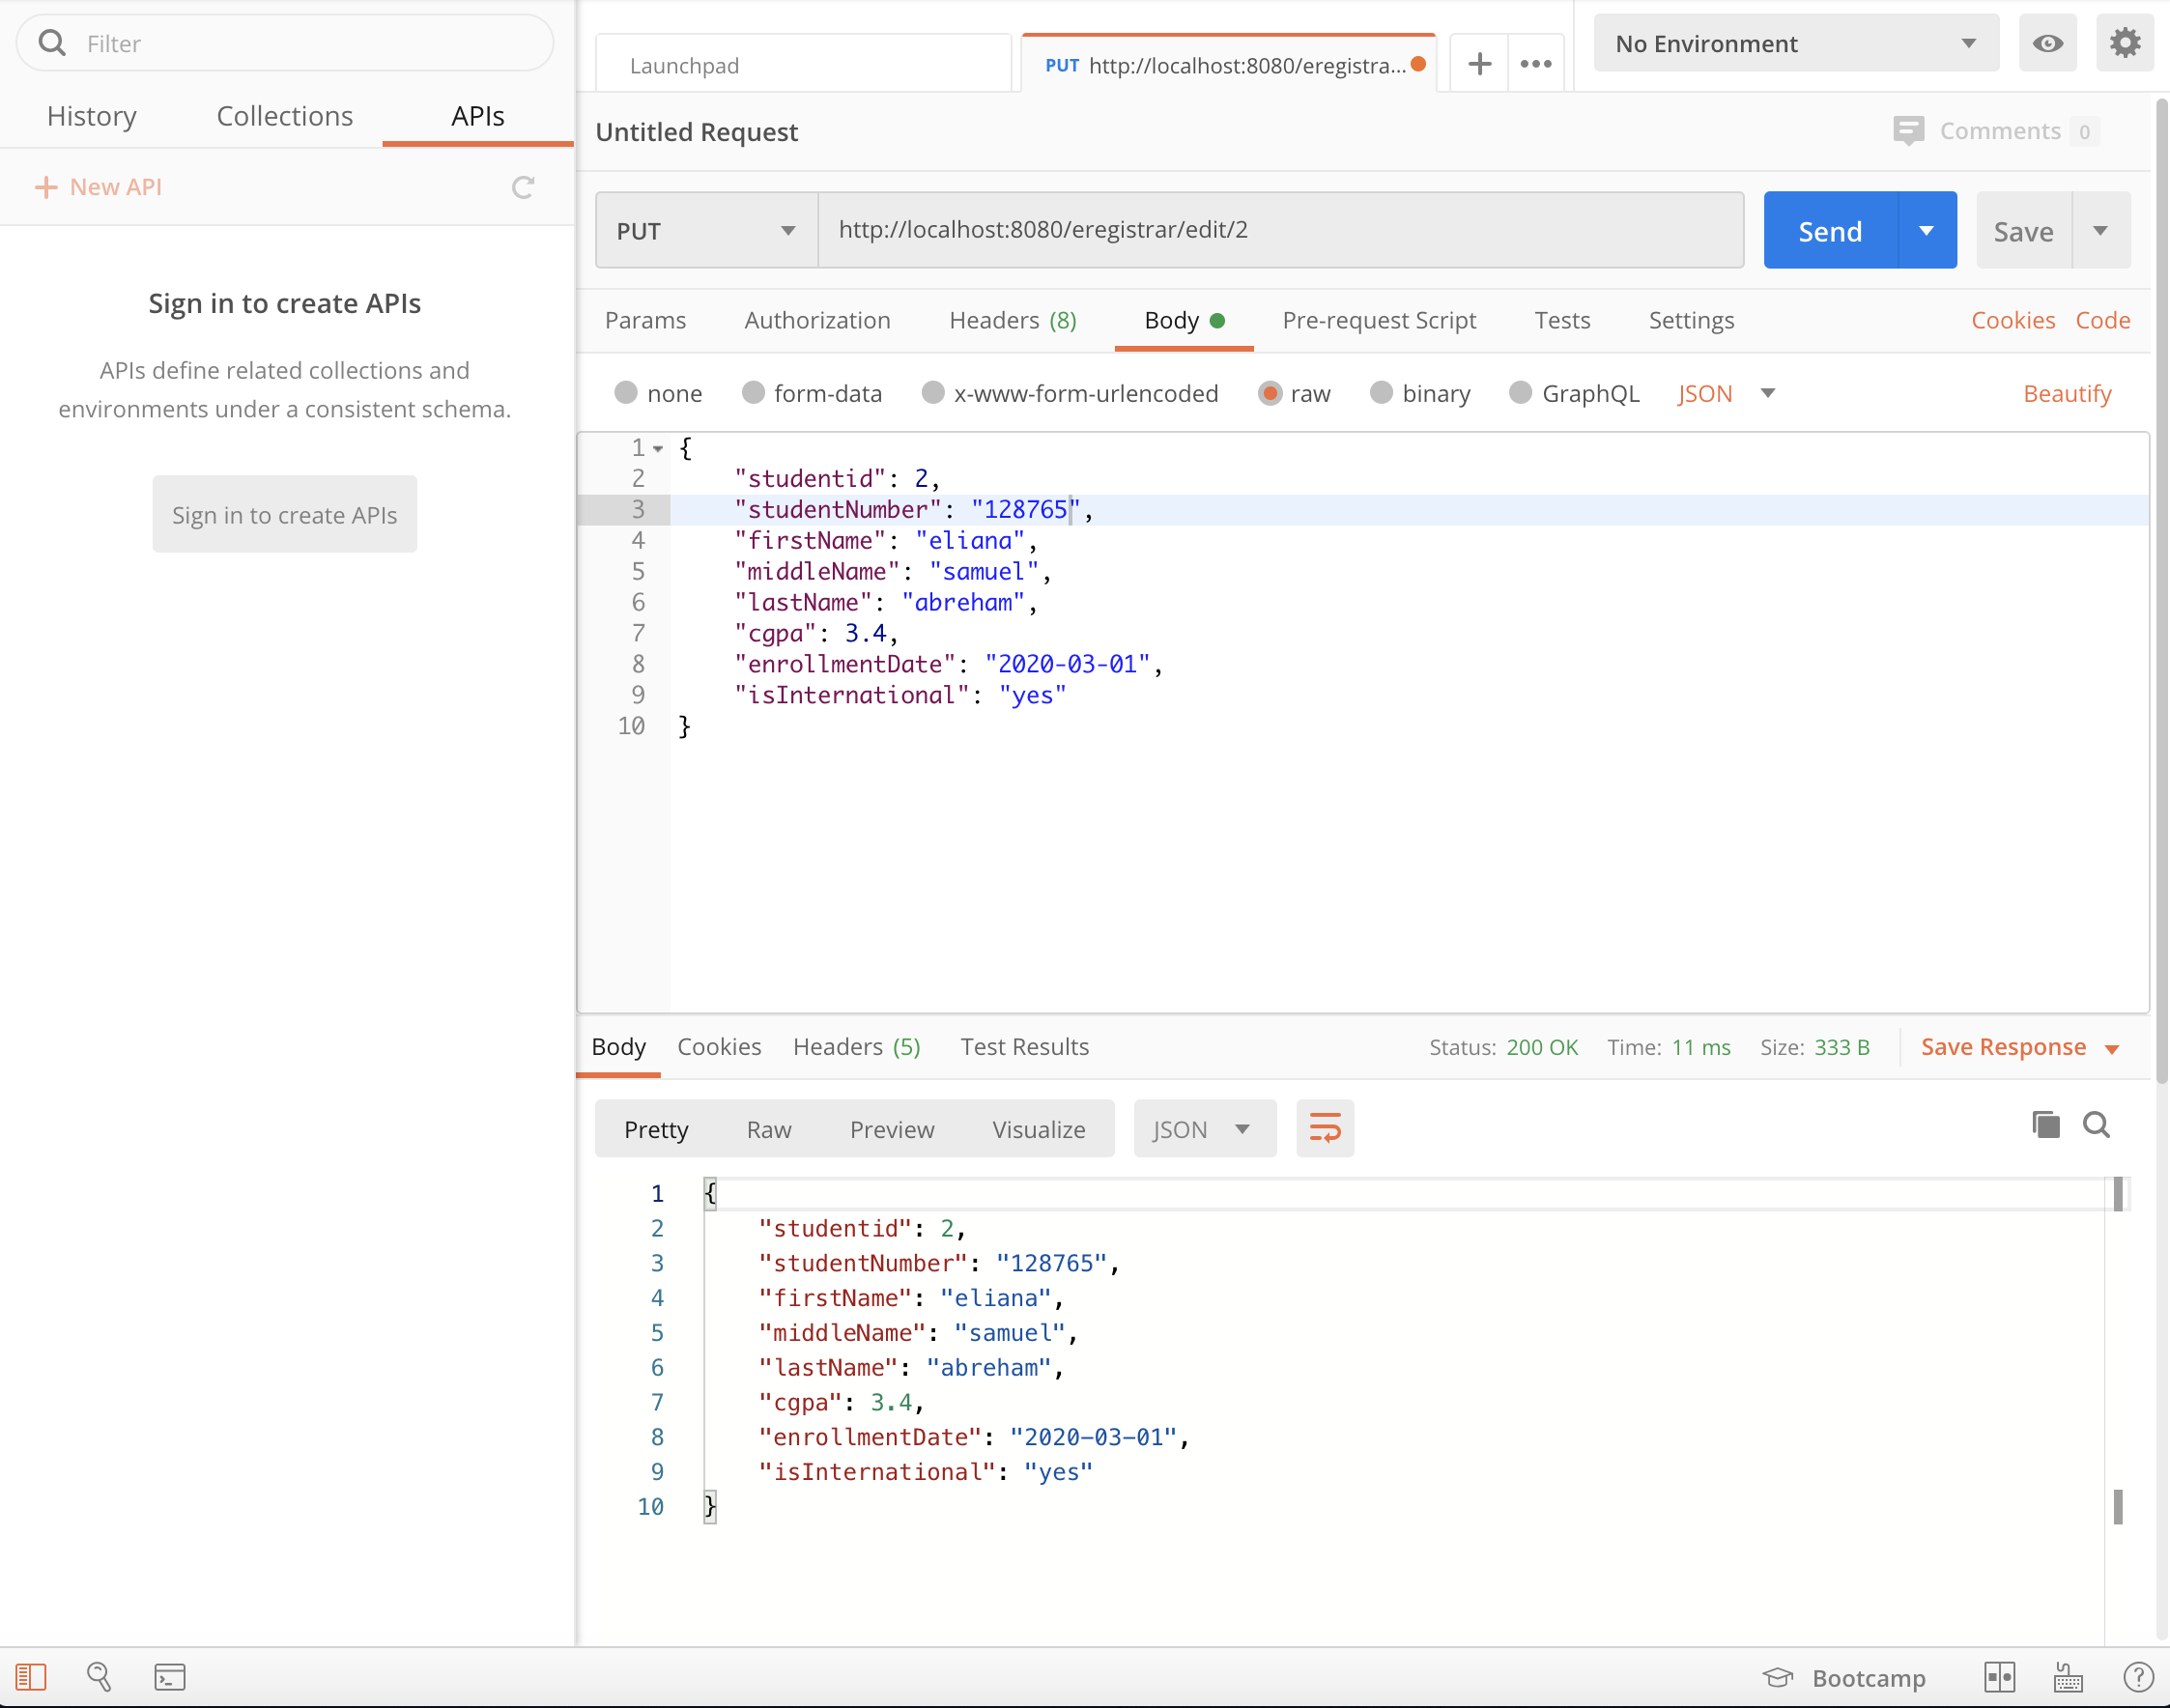 Filter
History Collections APIs
New API
Sign in to create APIs
APIs define related collections and
environments under a consistent schema.
Sign in to create APIs
Launchpad
PUT http://localhost:8080/eregistra...
No Environment
Untitled Request
Comments 0
PUT http://localhost:8080/eregistrar/edit/2
Send Save
Params Authorization Headers (8) Body Pre-request Script Tests Settings Cookies Code
none form-data x-www-form-urlencoded raw binary GraphQL JSON Beautify
1 {
2 "studentid": 2,
3 "studentNumber": "128765",
4 "firstName": "eliana",
5 "middleName": "samuel",
6 "lastName": "abreham",
7 "cgpa": 3.4,
8 "enrollmentDate": "2020-03-01",
9 "isInternational": "yes"
10 }
Body Cookies Headers (5) Test Results Status: 200 OK Time: 11 ms Size: 333 B Save Response
Pretty Raw Preview Visualize JSON
1 {
2 "studentid": 2,
3 "studentNumber": "128765",
4 "firstName": "eliana",
5 "middleName": "samuel",
6 "lastName": "abreham",
7 "cgpa": 3.4,
8 "enrollmentDate": "2020-03-01",
9 "isInternational": "yes"
10 }
Bootcamp